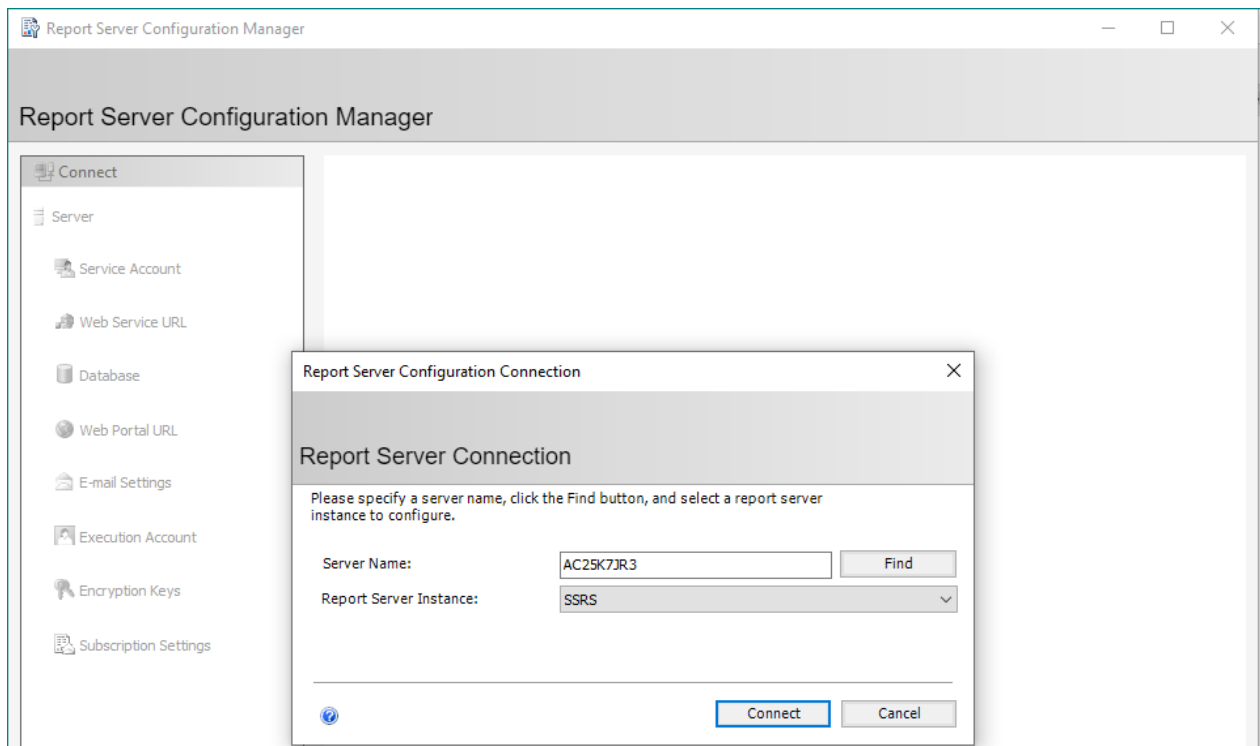 Report Server Configuration Manager
Report Server Configuration Manager
Connect
Server
Service Account
Web Service URL
Database
Web Portal URL
E-mail Settings
Execution Account
Encryption Keys
Subscription Settings
Report Server Configuration Connection
Report Server Connection
Please specify a server name, click the Find button, and select a report server
instance to configure.
Server Name: AC25K7JR3 Find
Report Server Instance: SSRS
Connect Cancel